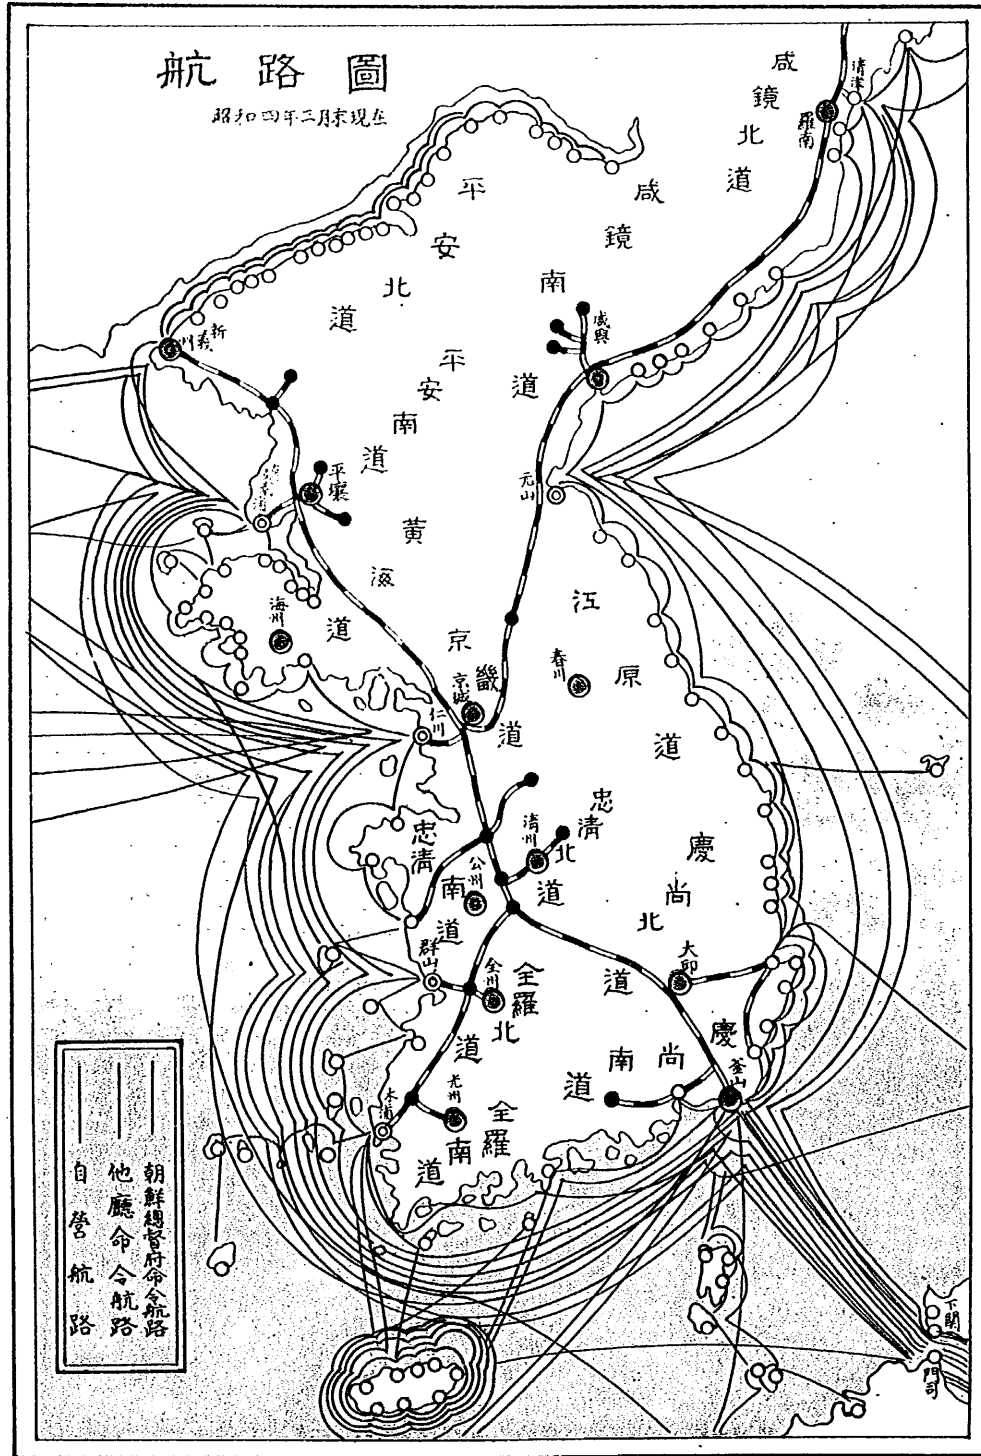 航路圖
昭和四年三月末現在
咸鏡北道
清津
羅南
咸鏡南道
咸興
平安北道
新義州
平安南道
平壤
元山
黃海道
海州
江原道
春川
京畿道
京城
仁川
忠清北道
清州
忠清南道
公州
慶尚北道
大邱
群山
全州
全羅北道
慶尚南道
釜山
光州
木浦
全羅南道
下關
門司
朝鮮總督府命令航路
他廳命令航路
自營航路